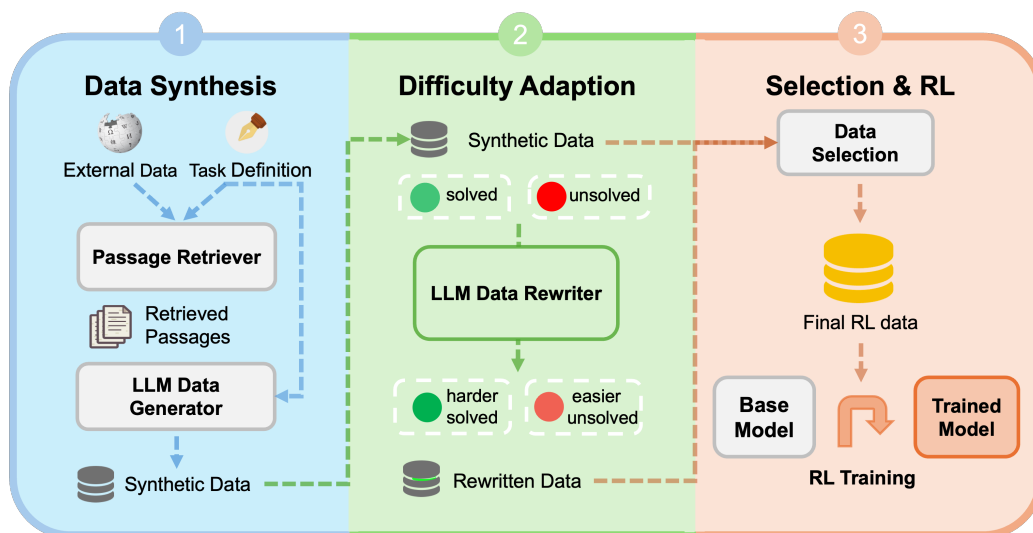 1
Data Synthesis
External Data
Task Definition
Passage Retriever
Retrieved
Passages
LLM Data
Generator
Synthetic Data
2
Difficulty Adaption
Synthetic Data
solved
unsolved
LLM Data Rewriter
harder
solved
easier
unsolved
Rewritten Data
3
Selection & RL
Data
Selection
Final RL data
Base
Model
Trained
Model
RL Training